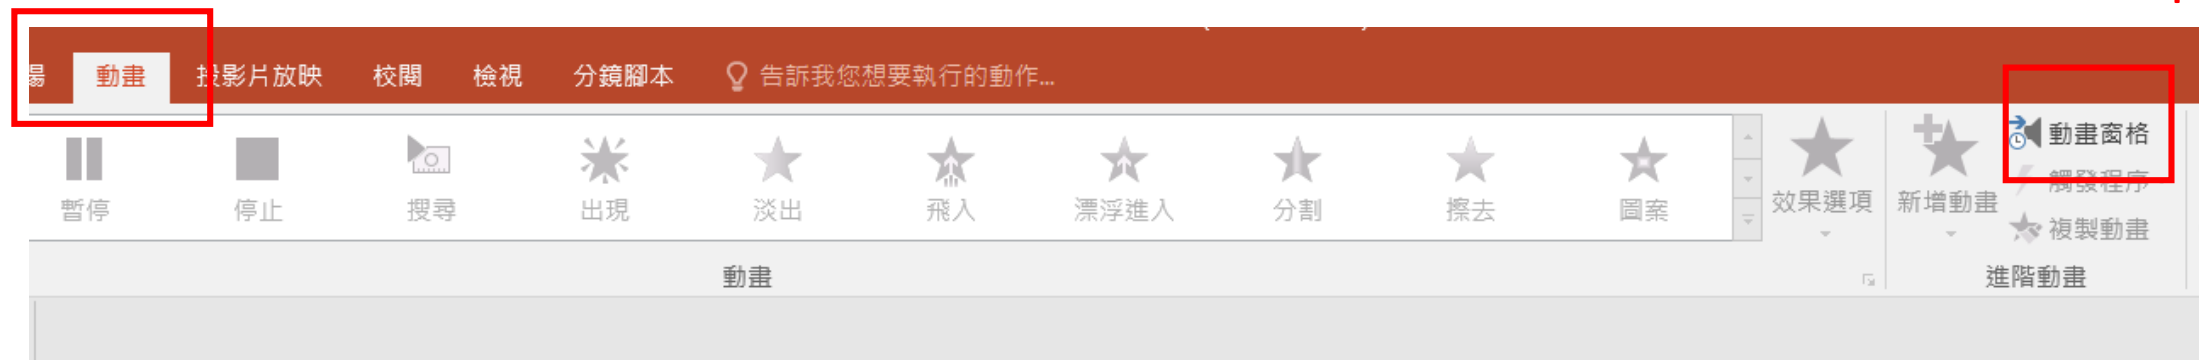 動畫 投影片放映 校閱 檢視 分鏡腳本 告訴我您想要執行的動作...
動畫窗格
觸發程序
複製動畫
暫停 停止 搜尋 出現 淡出 飛入 漂浮進入 分割 擦去 圖案 效果選項 新增動畫
動畫 進階動畫